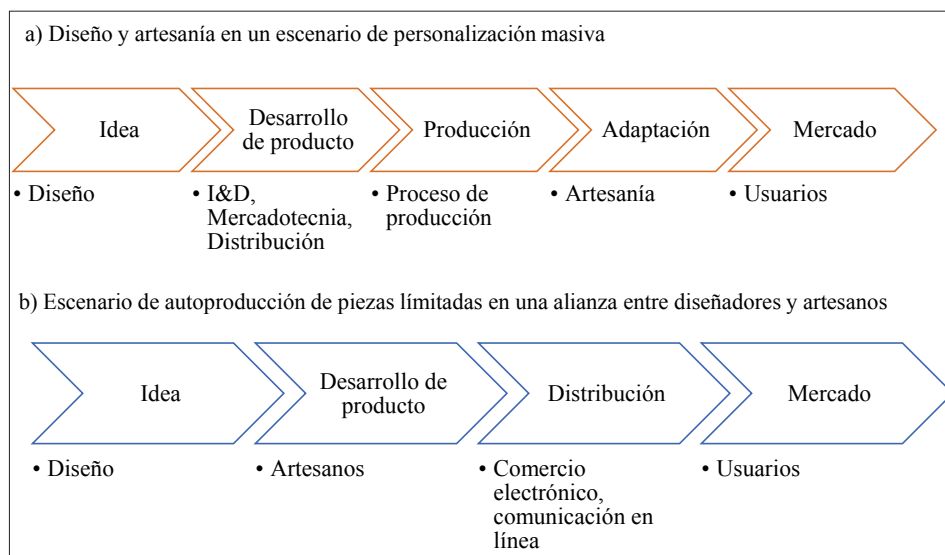 a) Diseño y artesanía en un escenario de personalización masiva
Idea
Desarrollo
de producto
Producción
Adaptación
Mercado
• Diseño
• I&D,
Mercadotecnia,
Distribución
• Proceso de
producción
• Artesanía
• Usuarios
b) Escenario de autoproducción de piezas límitadas en una alianza entre diseñadores y artesanos
Idea
Desarrollo de
producto
Distribución
Mercado
• Diseño
• Artesanos
• Comercio
electrónico,
comunicación en
línea
• Usuarios